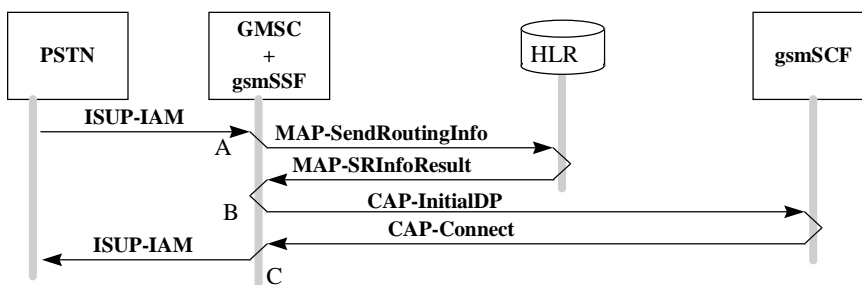 PSTN
GMSC
+
gsmSSF
HLR
gsmSCF
ISUP-IAM
A
MAP-SendRoutingInfo
MAP-SRInfoResult
B
CAP-InitialDP
CAP-Connect
ISUP-IAM
C